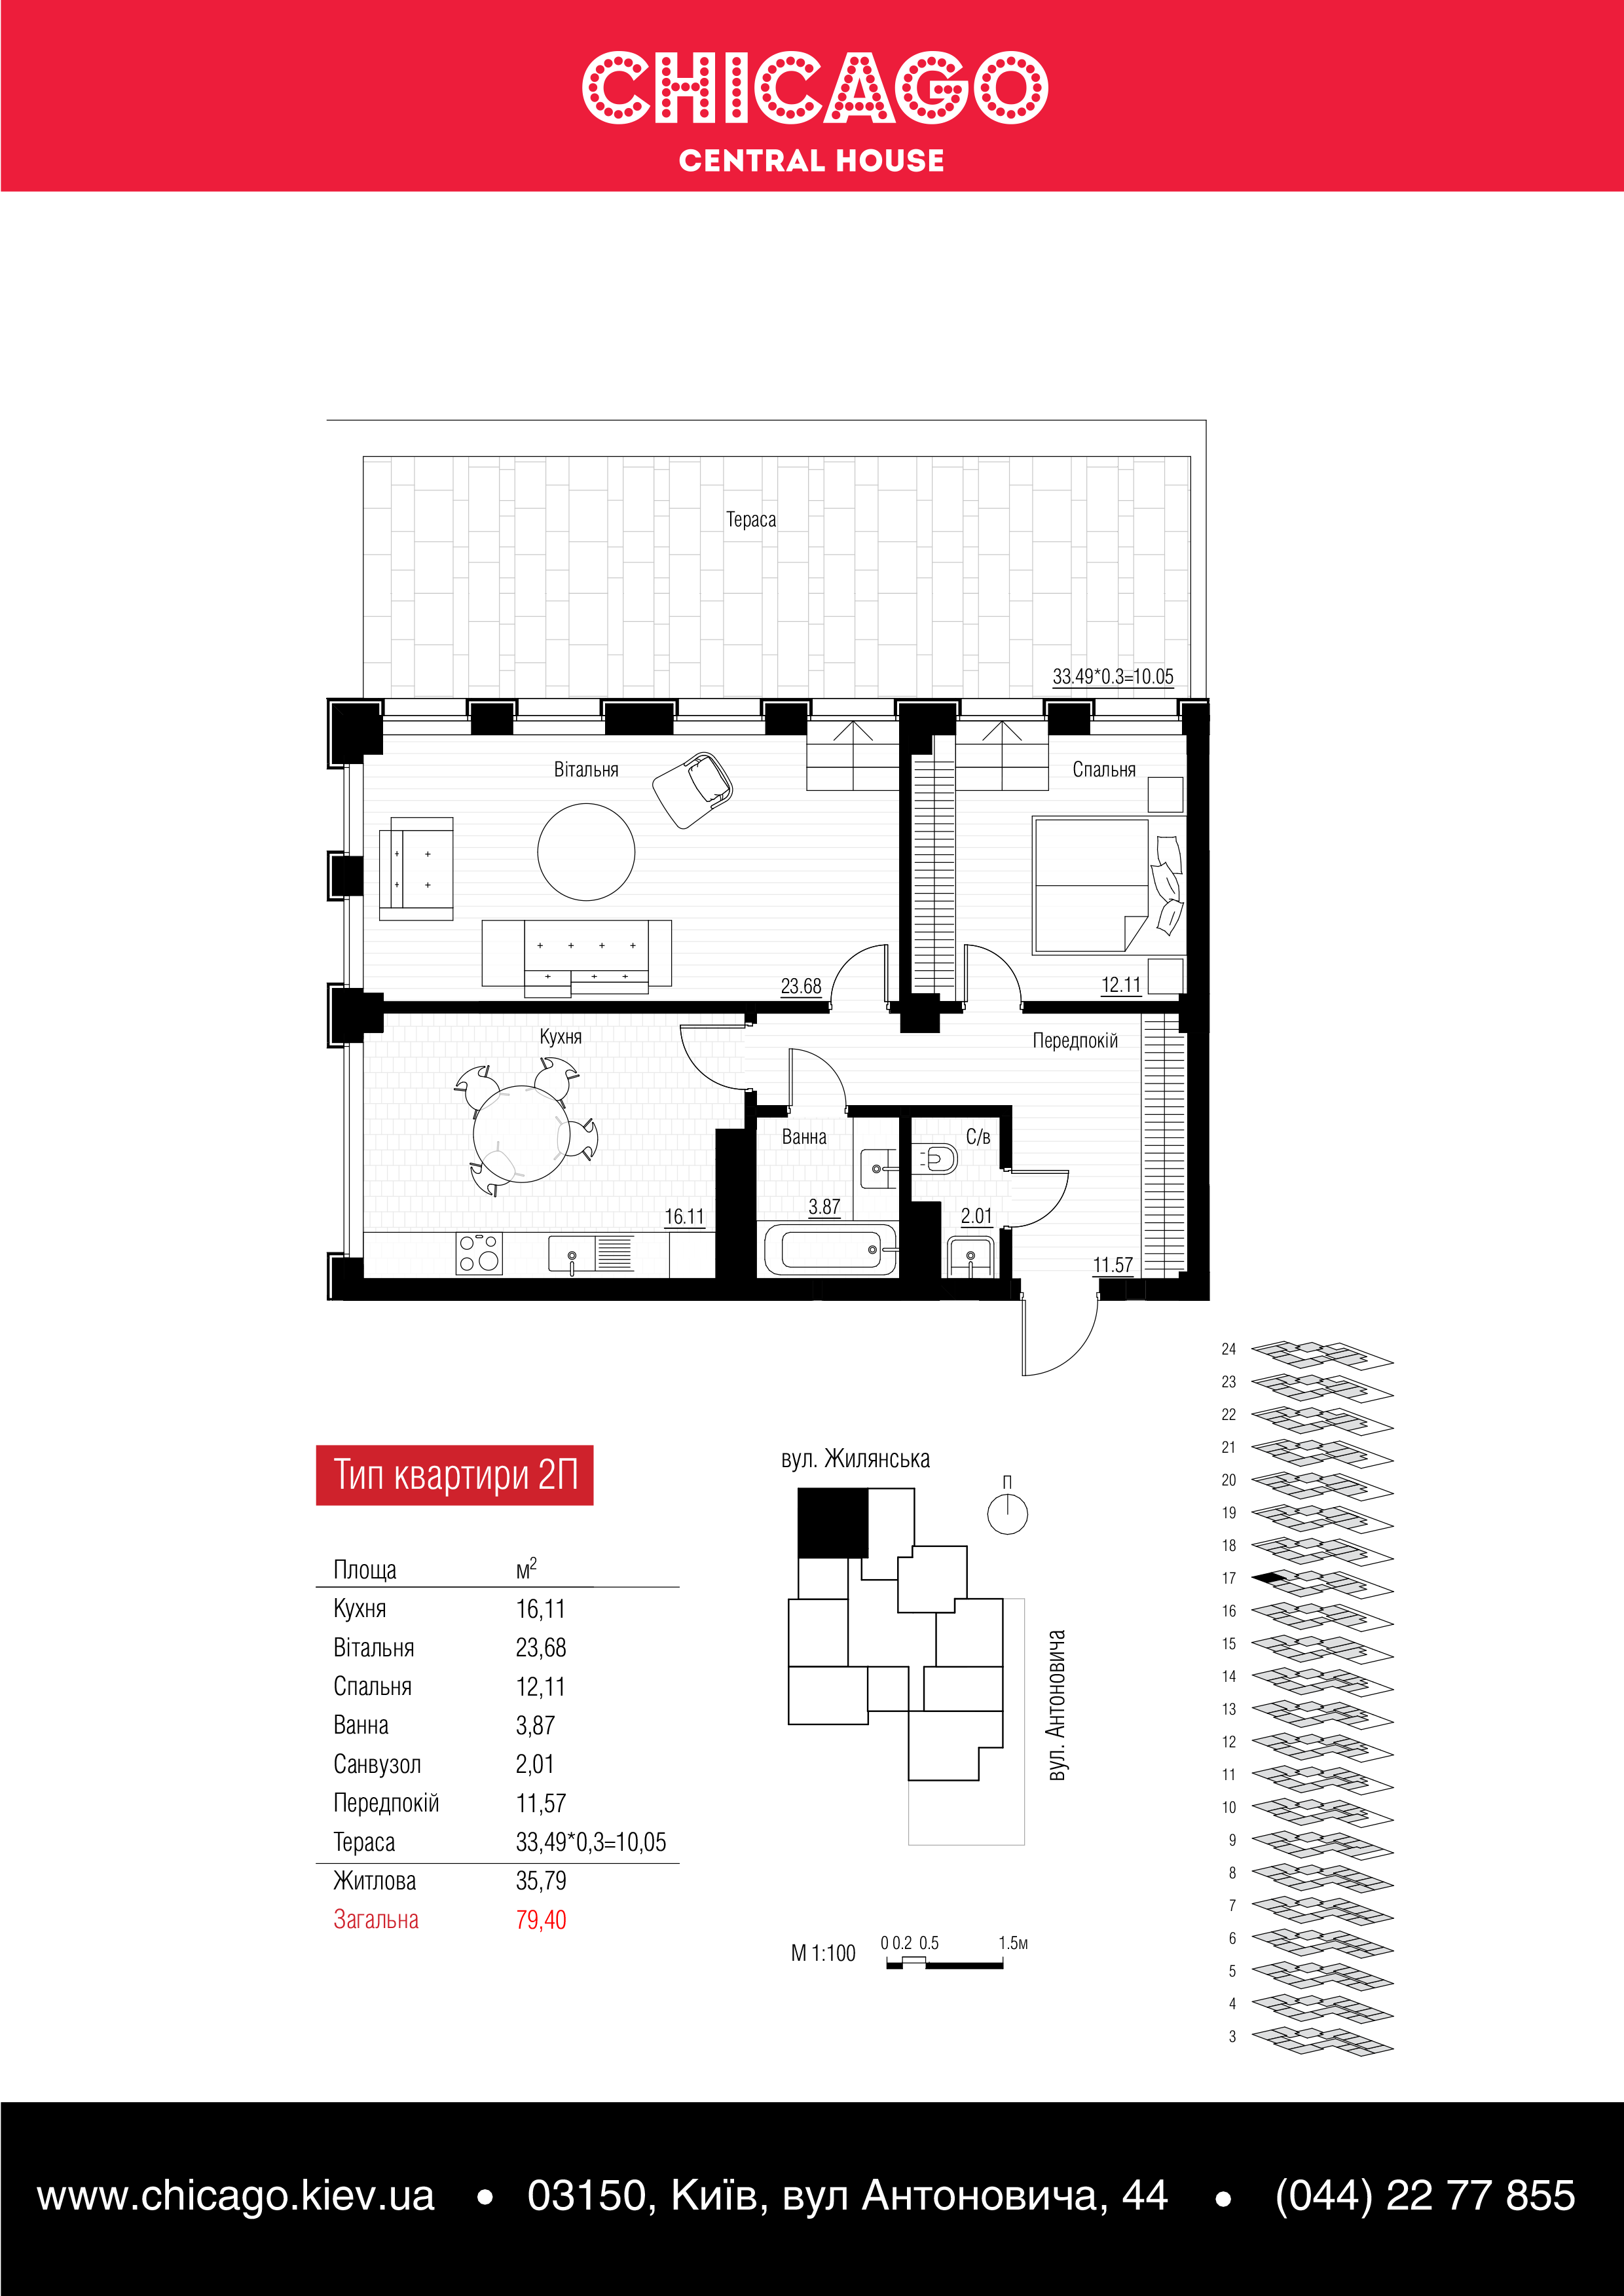 CHICAGO
CENTRAL HOUSE
Тераса
33.49*0.3=10.05
Вітальня
Спальня
23.68
12.11
Кухня
Передпокій
Ванна
С/в
16.11
3.87
2.01
11.57
Тип квартири 2П
Площа м²
Кухня 16,11
Вітальня 23,68
Спальня 12,11
Ванна 3,87
Санвузол 2,01
Передпокій 11,57
Тераса 33,49*0,3=10,05
Житлова 35,79
Загальна 79,40
вул. Жилянська
П
вул. Антоновича
М 1:100
0 0.2 0.5 1.5м
24
23
22
21
20
19
18
17
16
15
14
13
12
11
10
9
8
7
6
5
4
3
www.chicago.kiev.ua • 03150, Київ, вул Антоновича, 44 • (044) 22 77 855